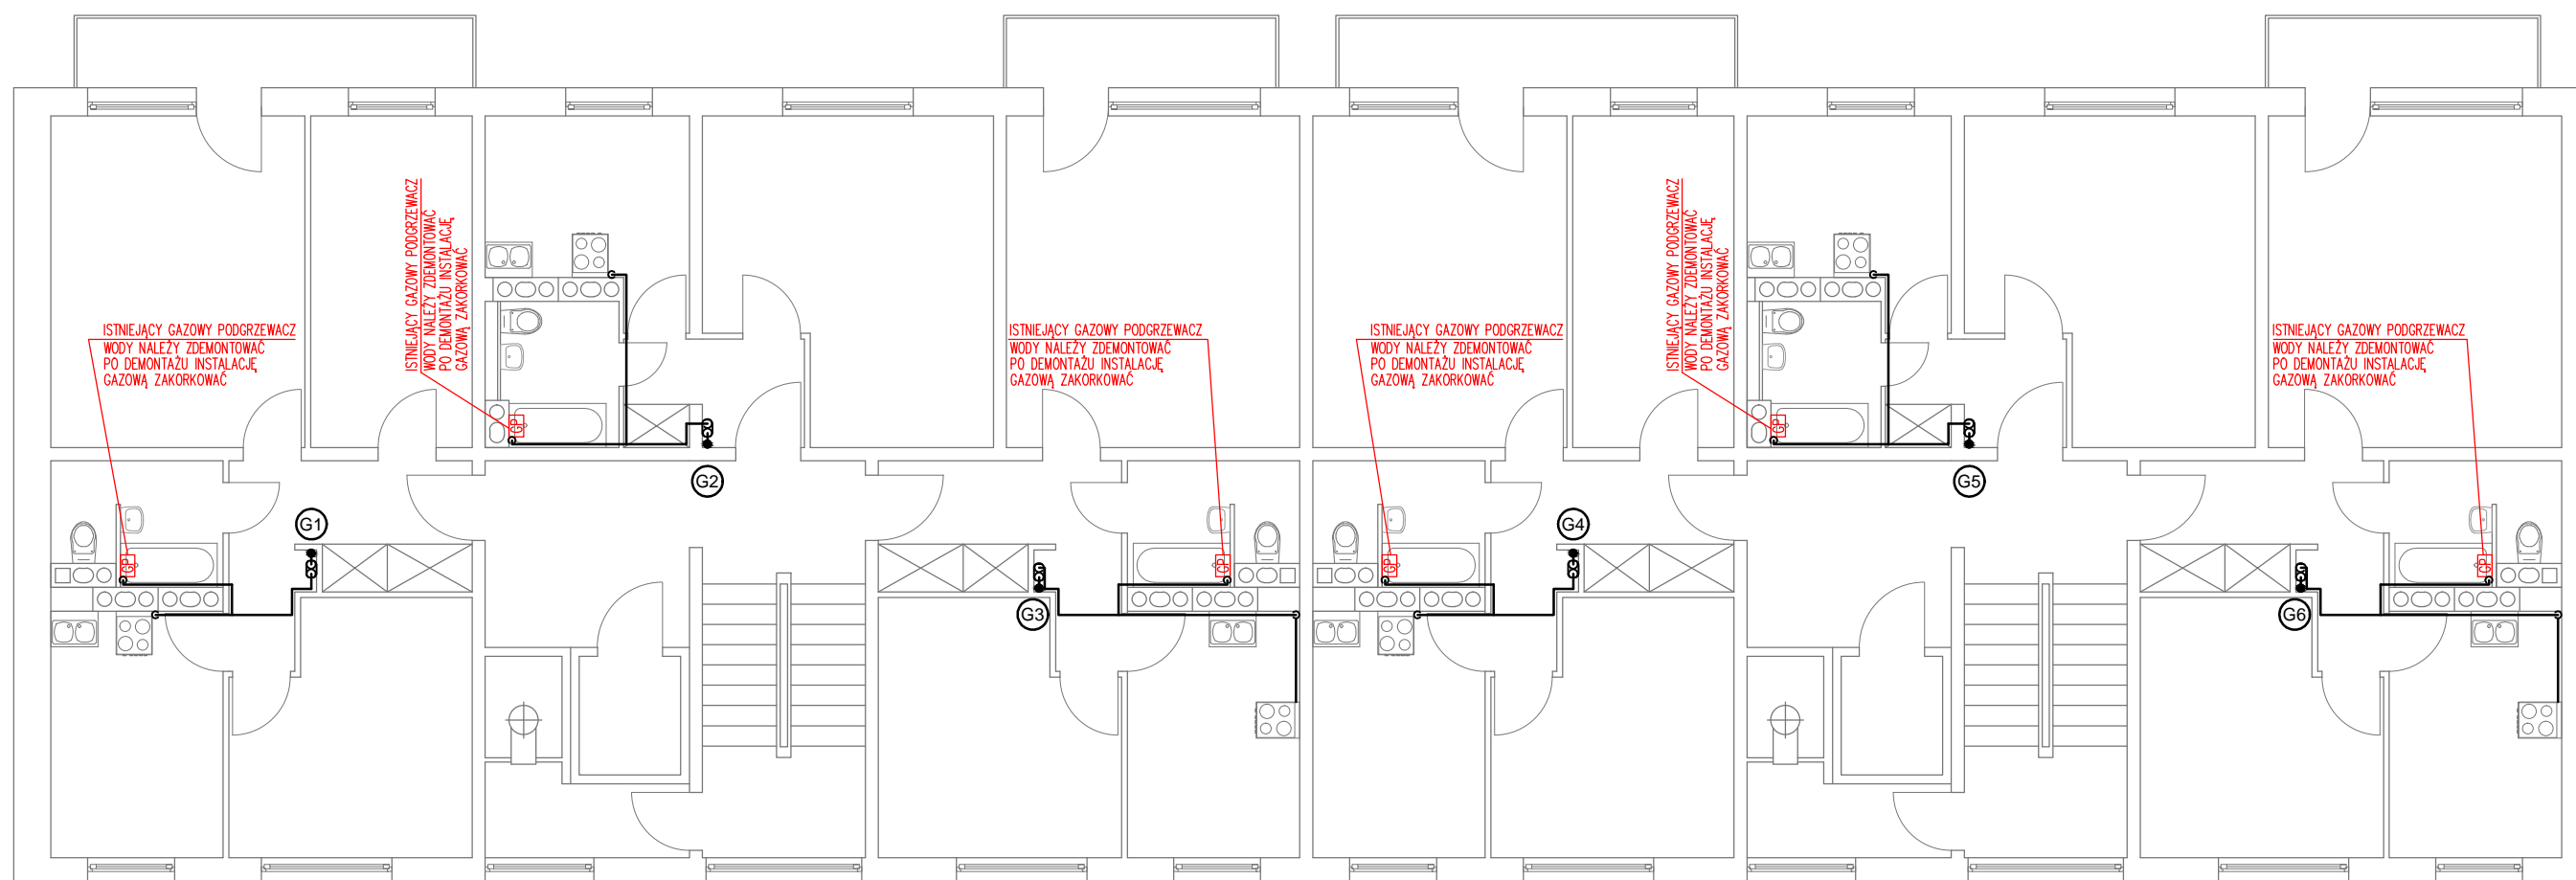 ISTNIEJĄCY GAZOWY PODGRZEWACZ
WODY NALEŻY ZDEMONTOWAĆ
PO DEMONTAŻU INSTALACJĘ
GAZOWĄ ZAKORKOWAĆ
GP
G1
ISTNIEJĄCY GAZOWY PODGRZEWACZ
WODY NALEŻY ZDEMONTOWAĆ
PO DEMONTAŻU INSTALACJĘ
GAZOWĄ ZAKORKOWAĆ
GP
G2
ISTNIEJĄCY GAZOWY PODGRZEWACZ
WODY NALEŻY ZDEMONTOWAĆ
PO DEMONTAŻU INSTALACJĘ
GAZOWĄ ZAKORKOWAĆ
GP
G3
ISTNIEJĄCY GAZOWY PODGRZEWACZ
WODY NALEŻY ZDEMONTOWAĆ
PO DEMONTAŻU INSTALACJĘ
GAZOWĄ ZAKORKOWAĆ
GP
G4
ISTNIEJĄCY GAZOWY PODGRZEWACZ
WODY NALEŻY ZDEMONTOWAĆ
PO DEMONTAŻU INSTALACJĘ
GAZOWĄ ZAKORKOWAĆ
GP
G5
ISTNIEJĄCY GAZOWY PODGRZEWACZ
WODY NALEŻY ZDEMONTOWAĆ
PO DEMONTAŻU INSTALACJĘ
GAZOWĄ ZAKORKOWAĆ
GP
G6